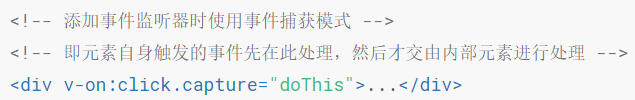 <!-- 添加事件监听器时使用事件捕获模式 -->
<!-- 即元素自身触发的事件先在此处理，然后才交由内部元素进行处理 -->
<div v-on:click.capture="doThis">...</div>